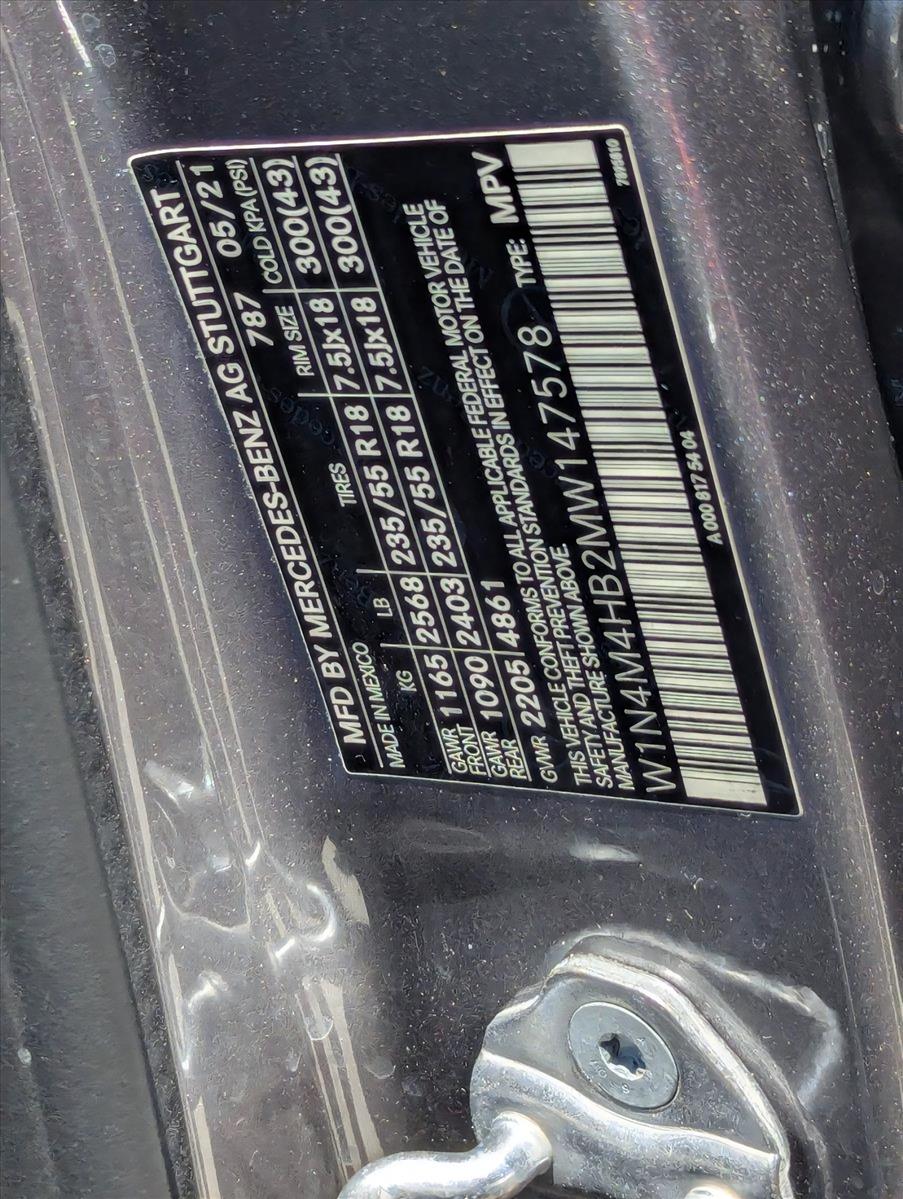 MFD BY MERCEDES-BENZ AG STUTTGART
MADE IN MEXICO 787 05/21
KG LB TIRES RIM SIZE COLD KPA (PSI)
GAWR FRONT 1165 2568 235/55 R18 7.5Jx18 300(43)
GAWR REAR 1090 2403 235/55 R18 7.5Jx18 300(43)
GVWR 2205 4861
THIS VEHICLE CONFORMS TO ALL APPLICABLE FEDERAL MOTOR VEHICLE
SAFETY AND THEFT PREVENTION STANDARDS IN EFFECT ON THE DATE OF
MANUFACTURE SHOWN ABOVE.
W1N4M4HB2MW147578 TYPE: MPV
A 000 817 54 04